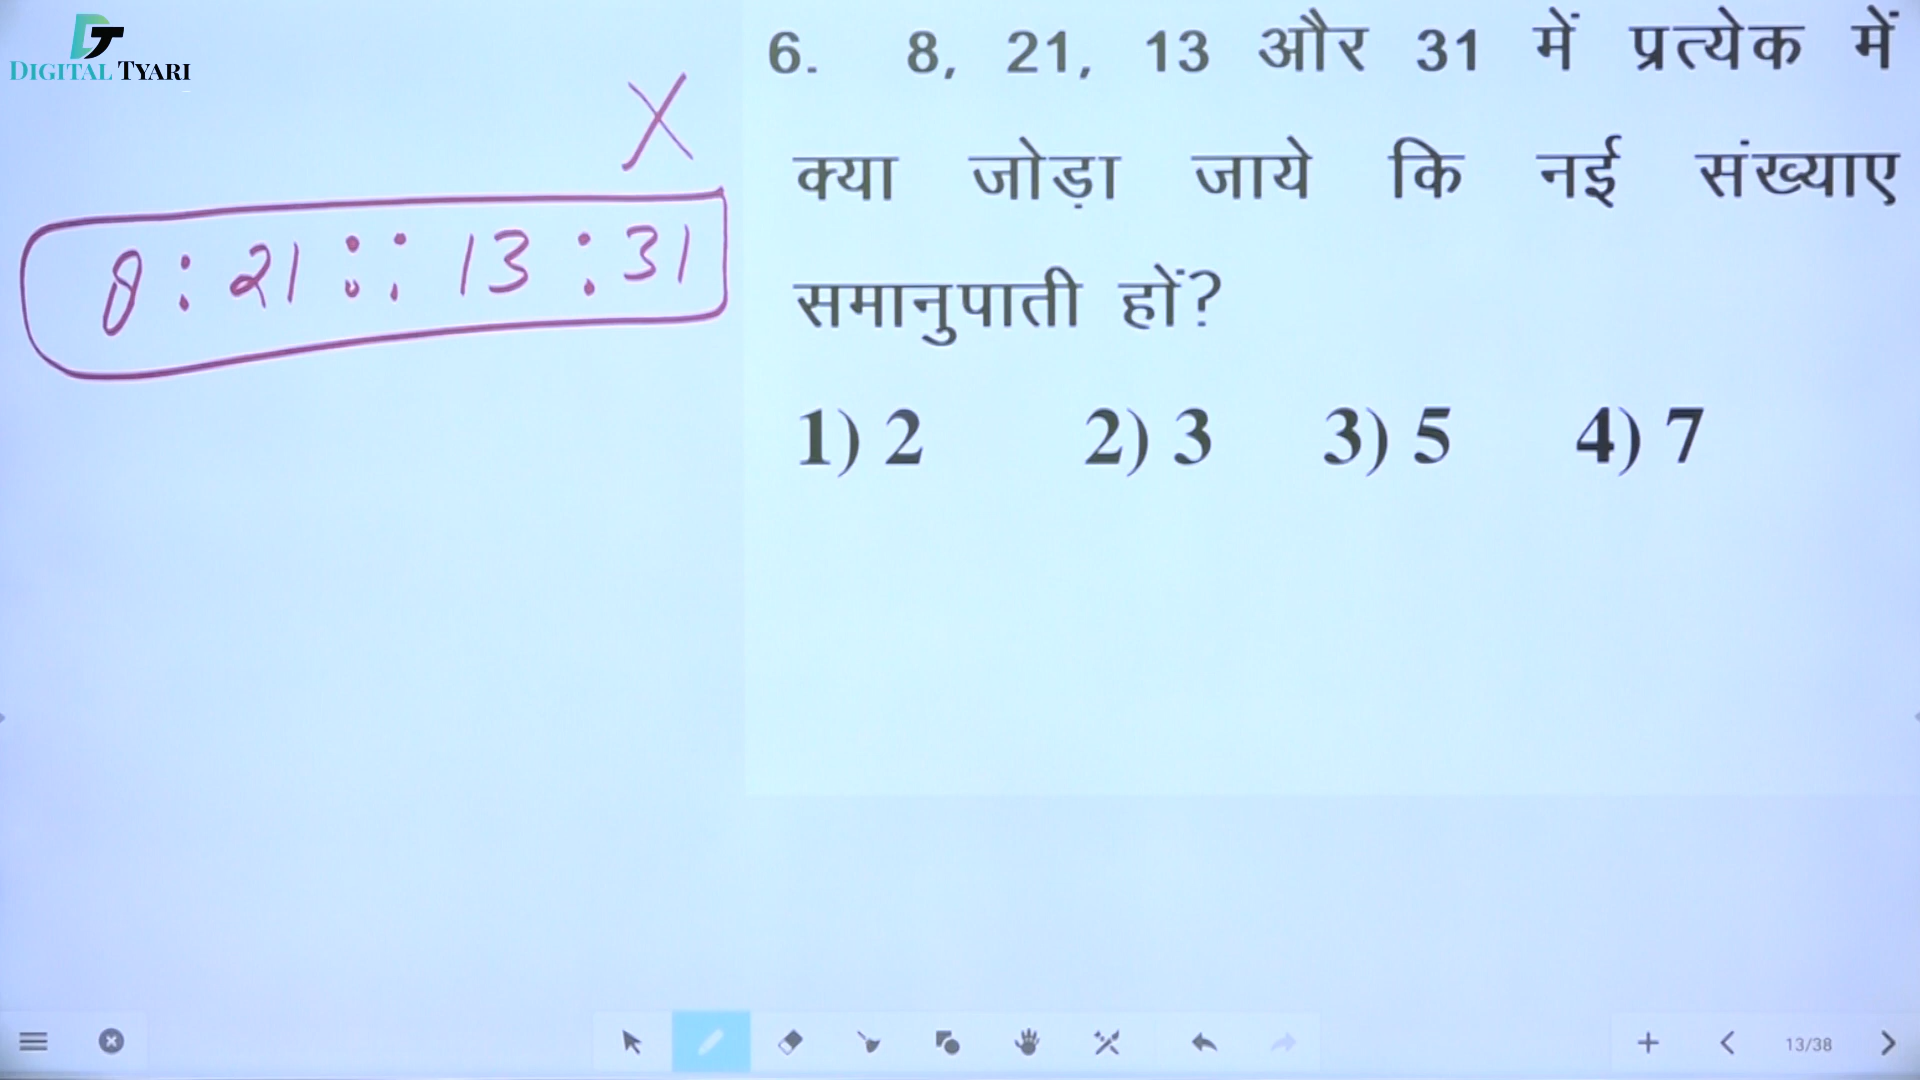 DIGITAL TYARI
6. 8, 21, 13 और 31 में प्रत्येक में
क्या जोड़ा जाये कि नई संख्याए
समानुपाती हों?
1) 2 2) 3 3) 5 4) 7
X
8 : 21 :: 13 : 31
13/38